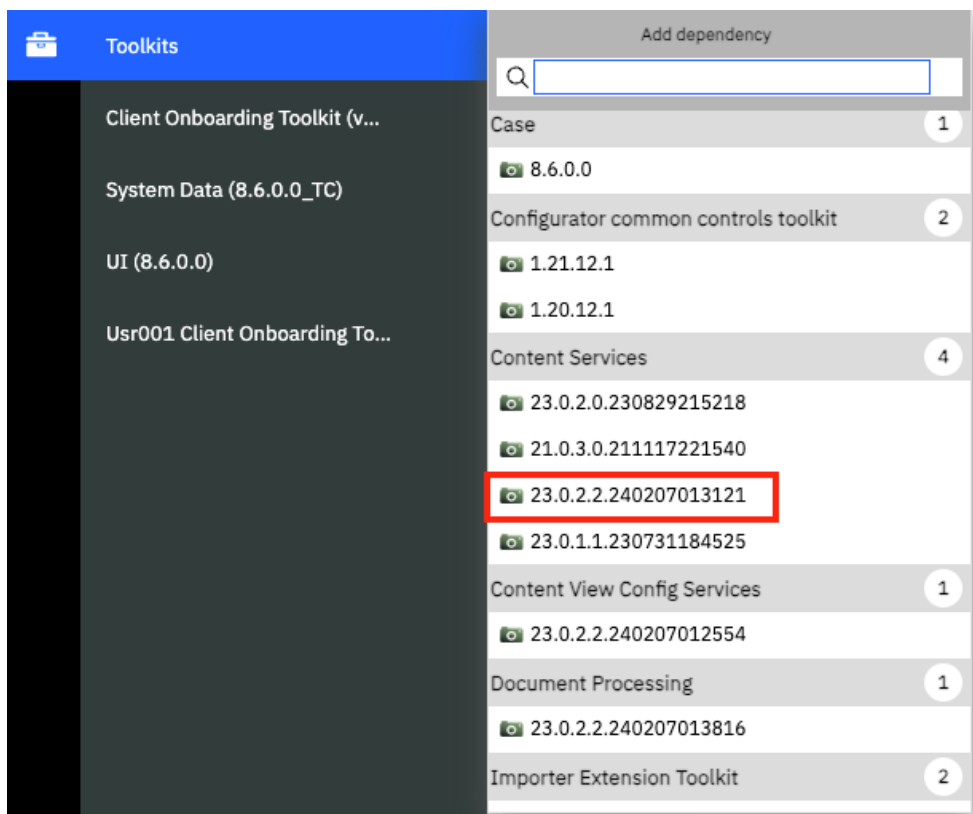 Toolkits
Client Onboarding Toolkit (v...
System Data (8.6.0.0_TC)
UI (8.6.0.0)
Usr001 Client Onboarding To...
Add dependency
Case 1
8.6.0.0
Configurator common controls toolkit 2
1.21.12.1
1.20.12.1
Content Services 4
23.0.2.0.230829215218
21.0.3.0.211117221540
23.0.2.2.240207013121
23.0.1.1.230731184525
Content View Config Services 1
23.0.2.2.240207012554
Document Processing 1
23.0.2.2.240207013816
Importer Extension Toolkit 2